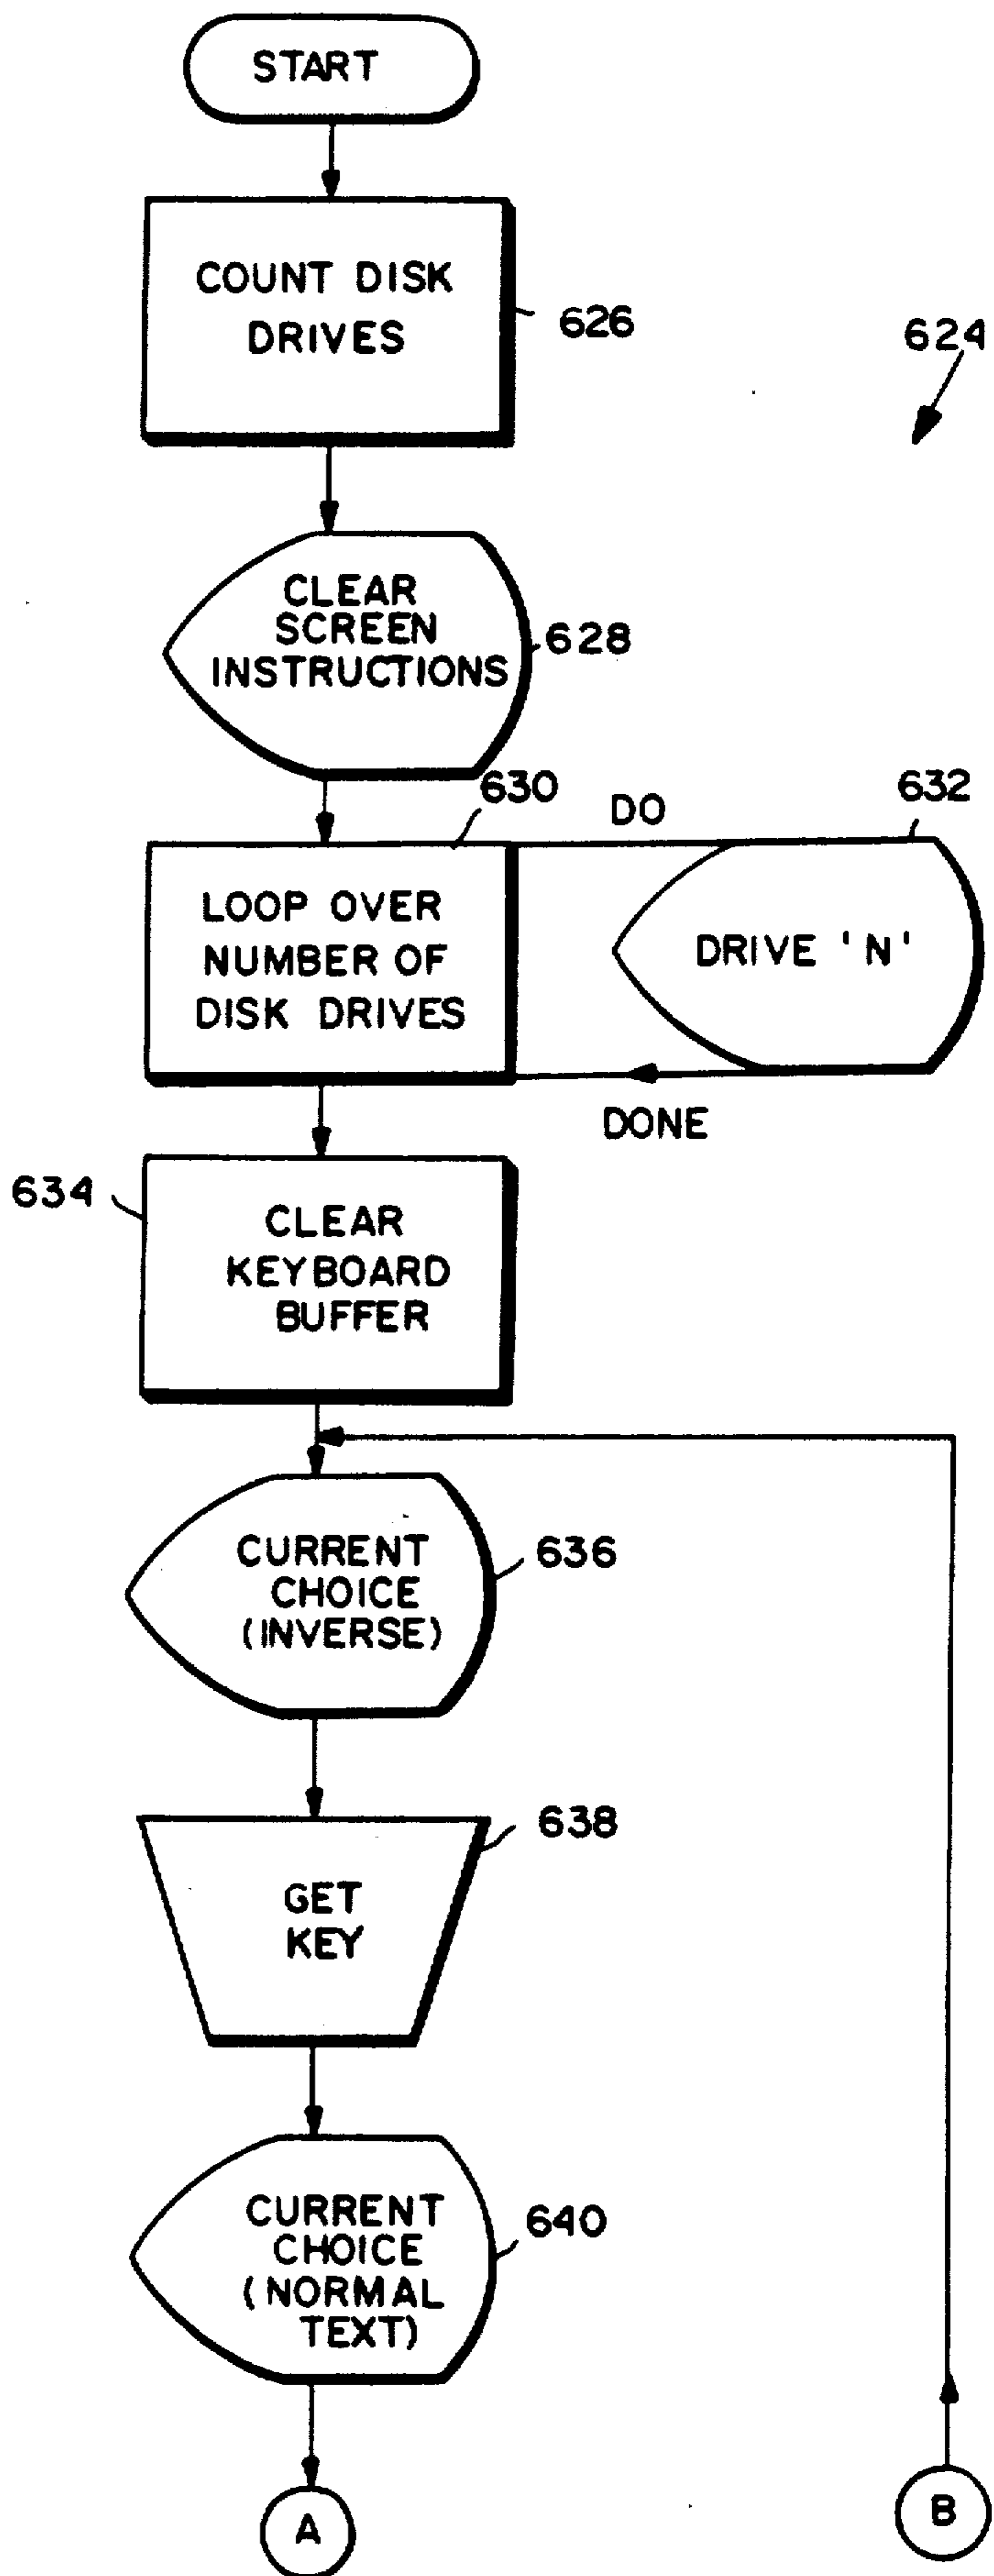 START
COUNT DISK
DRIVES
626
624
CLEAR
SCREEN
INSTRUCTIONS
628
630
DO
632
LOOP OVER
NUMBER OF
DISK DRIVES
DRIVE 'N'
DONE
634
CLEAR
KEYBOARD
BUFFER
CURRENT
CHOICE
(INVERSE)
636
638
GET
KEY
CURRENT
CHOICE
(NORMAL
TEXT)
640
A
B